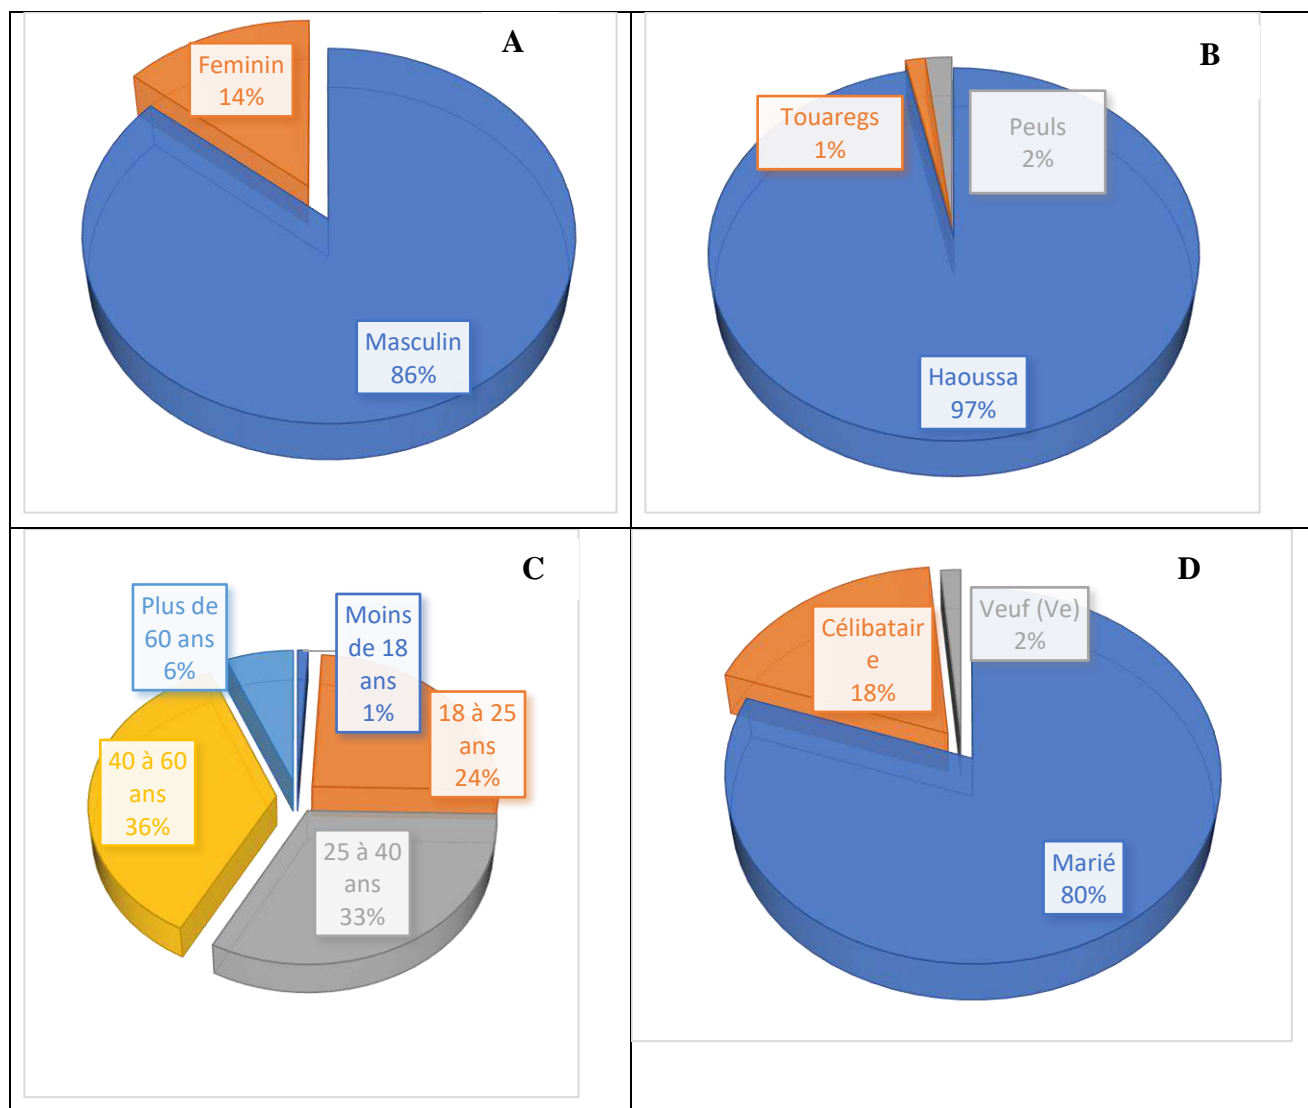 A
Feminin
14%
Masculin
86%
B
Touaregs
1%
Peuls
2%
Haoussa
97%
C
Plus de
60 ans
6%
Moins
de 18
ans
1%
18 à 25
ans
24%
40 à 60
ans
36%
25 à 40
ans
33%
D
Célibatair
e
18%
Veuf (Ve)
2%
Marié
80%